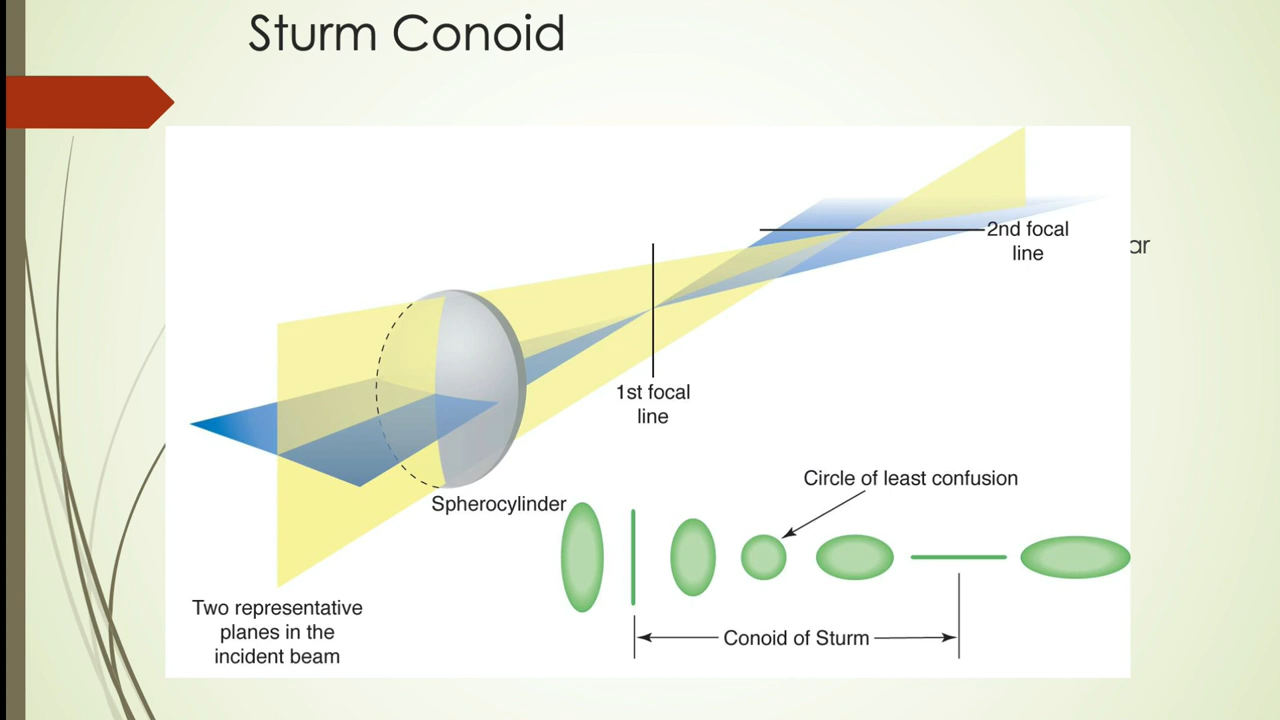 Sturm Conoid
2nd focal
line
ar
1st focal
line
Circle of least confusion
Spherocylinder
Two representative
planes in the
incident beam
Conoid of Sturm